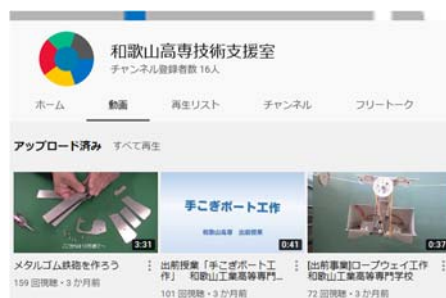 和歌山高専技術支援室
チャンネル登録者数 16人
ホーム 動画 再生リスト チャンネル フリートーク
アップロード済み すべて再生
3:31
手こぎボート工作
和歌山高専 出前授業
0:41
0:37
メタルゴム鉄砲を作ろう
159 回視聴・3 か月前
出前授業「手こぎボート工
作」 和歌山工業高等専門...
101 回視聴・3 か月前
[出前事業]ロープウェイ工作
和歌山工業高等専門学校
72 回視聴・3 か月前